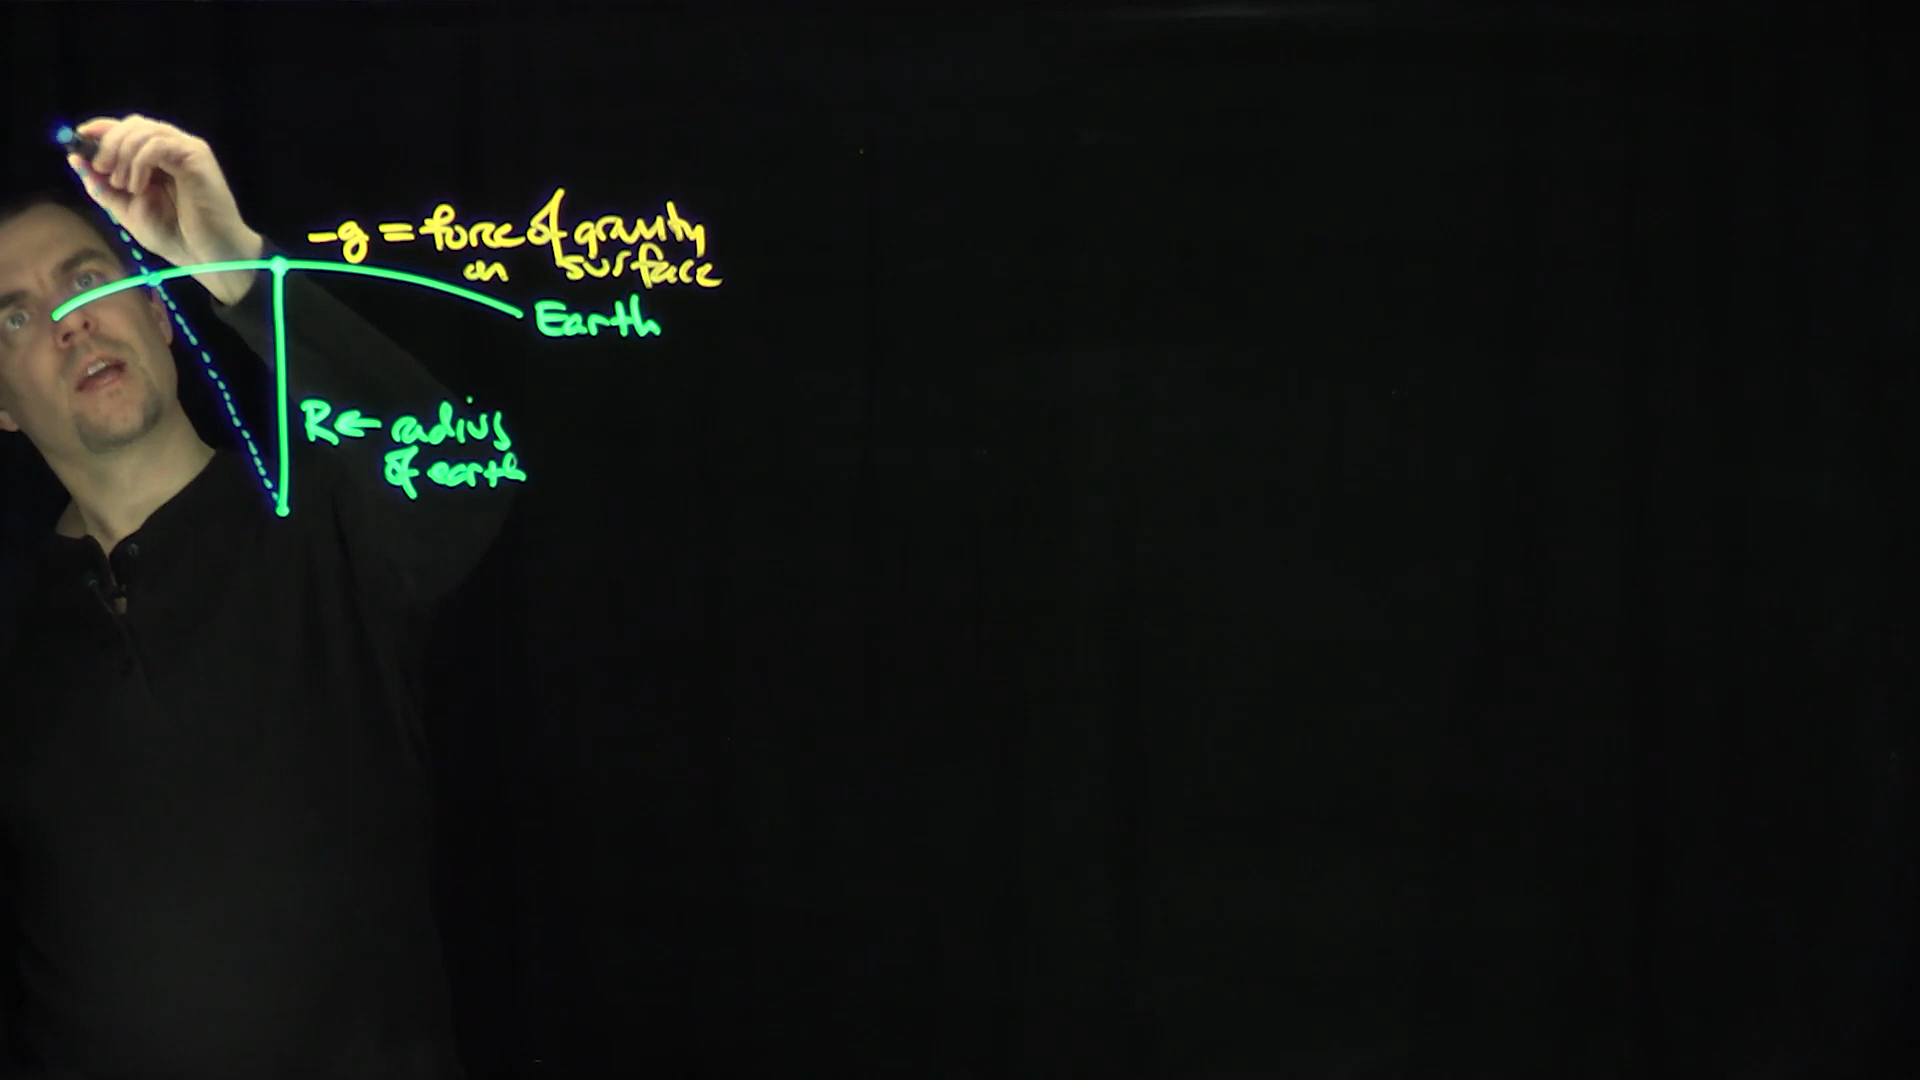 -g = force of gravity
on surface
Earth
R ← radius
of earth